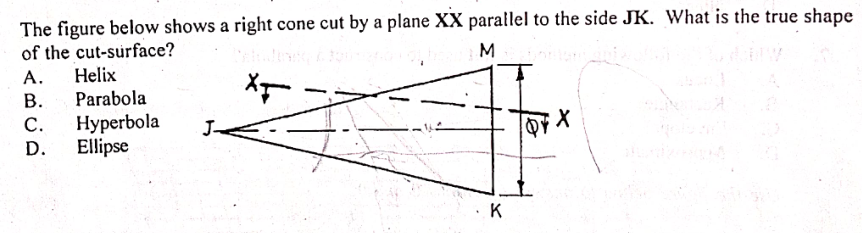 The figure below shows a right cone cut by a plane XX parallel to the side JK. What is the true shape
of the cut-surface?
A. Helix
B. Parabola
C. Hyperbola
D. Ellipse
M
X
X
J
Φ
K